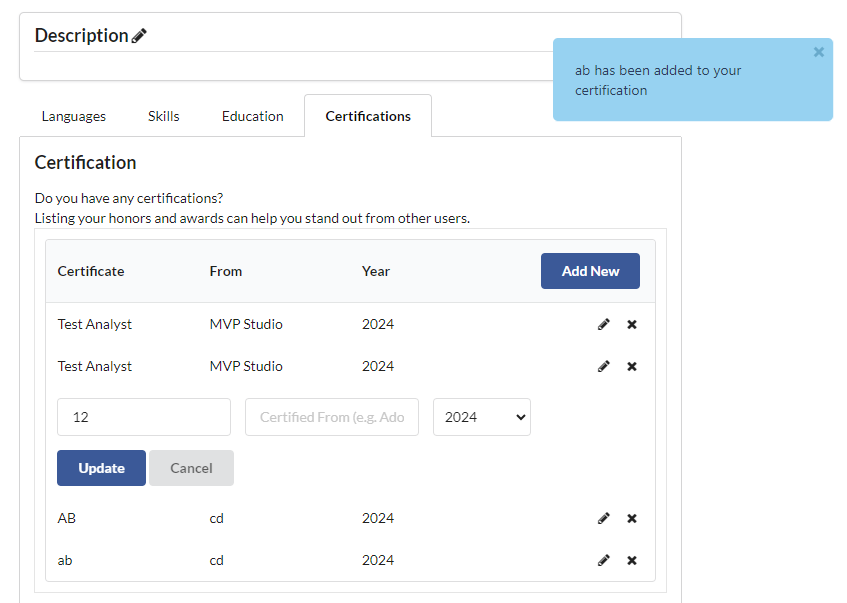 Description
ab has been added to your
certification
Languages Skills Education Certifications
Certification
Do you have any certifications?
Listing your honors and awards can help you stand out from other users.
Certificate From Year Add New
Test Analyst MVP Studio 2024
Test Analyst MVP Studio 2024
12 Certified From (e.g. Ado 2024
Update Cancel
AB cd 2024
ab cd 2024